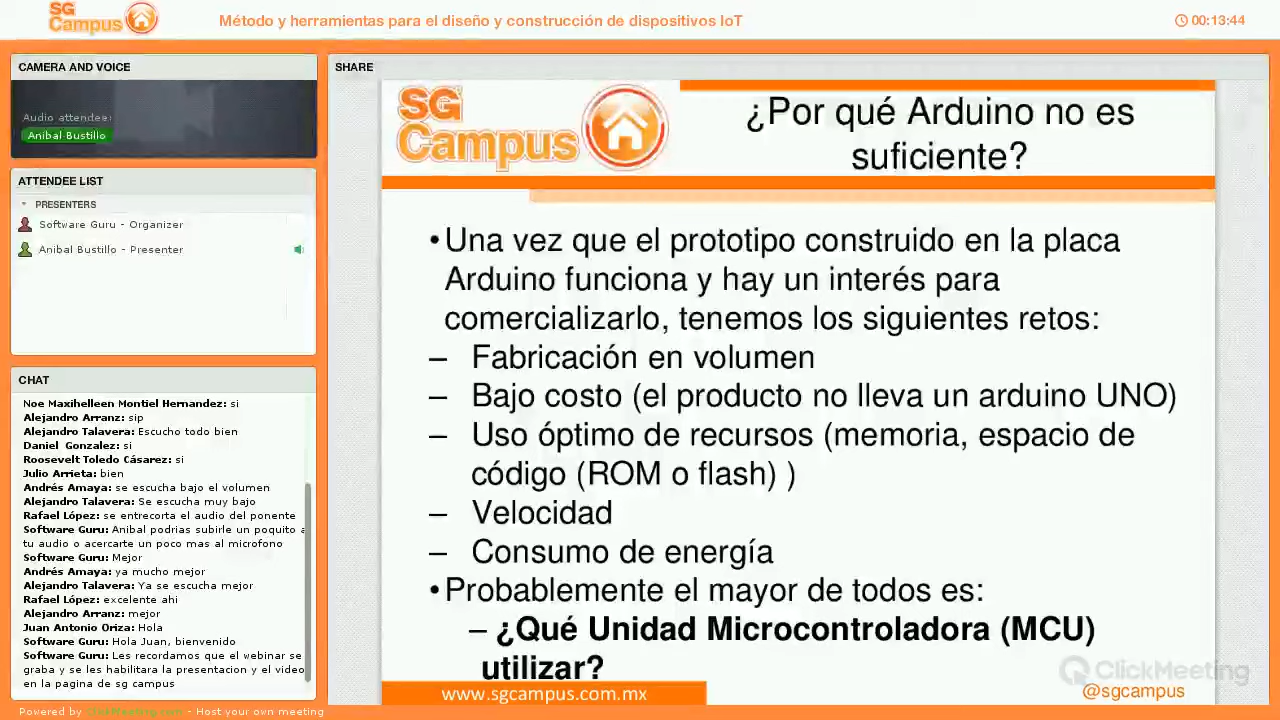 SG Campus
Método y herramientas para el diseño y construcción de dispositivos IoT
00:13:44
CAMERA AND VOICE
Audio attendees
Anibal Bustillo
ATTENDEE LIST
PRESENTERS
Software Guru - Organizer
Anibal Bustillo - Presenter
CHAT
Noe Maxihelleen Montiel Hernandez: si
Alejandro Arranz: sip
Alejandro Talavera: Escucho todo bien
Daniel Gonzalez: si
Roosevelt Toledo Cásarez: si
Julio Arrieta: bien
Andrés Amaya: se escucha bajo el volumen
Alejandro Talavera: Se escucha muy bajo
Rafael López: se entrecorta el audio del ponente
Software Guru: Anibal podrias subirle un poquito a
tu audio o acercarte un poco mas al microfono
Software Guru: Mejor
Andrés Amaya: ya mucho mejor
Alejandro Talavera: Ya se escucha mejor
Rafael López: excelente ahi
Alejandro Arranz: mejor
Juan Antonio Oriza: Hola
Software Guru: Hola Juan, bienvenido
Software Guru: Les recordamos que el webinar se
graba y se les habilitara la presentacion y el video
en la pagina de sg campus
Powered by ClickMeeting.com - Host your own meeting
SHARE
SG Campus
¿Por qué Arduino no es
suficiente?
•Una vez que el prototipo construido en la placa
Arduino funciona y hay un interés para
comercializarlo, tenemos los siguientes retos:
– Fabricación en volumen
– Bajo costo (el producto no lleva un arduino UNO)
– Uso óptimo de recursos (memoria, espacio de
código (ROM o flash) )
– Velocidad
– Consumo de energía
•Probablemente el mayor de todos es:
– ¿Qué Unidad Microcontroladora (MCU)
utilizar?
ClickMeeting
www.sgcampus.com.mx
@sgcampus